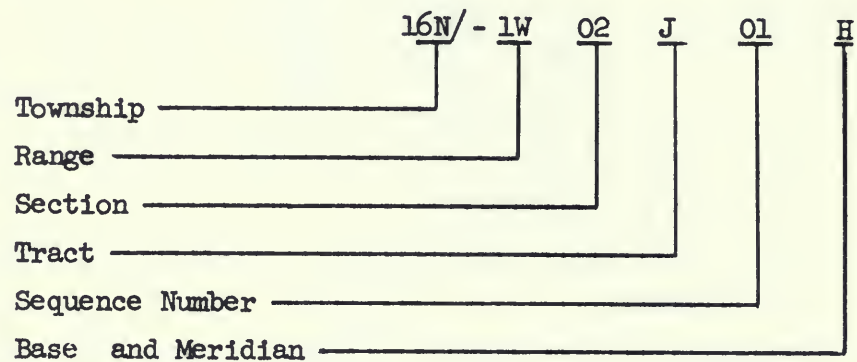 16N/- 1W 02 J 01 H
Township
Range
Section
Tract
Sequence Number
Base and Meridian